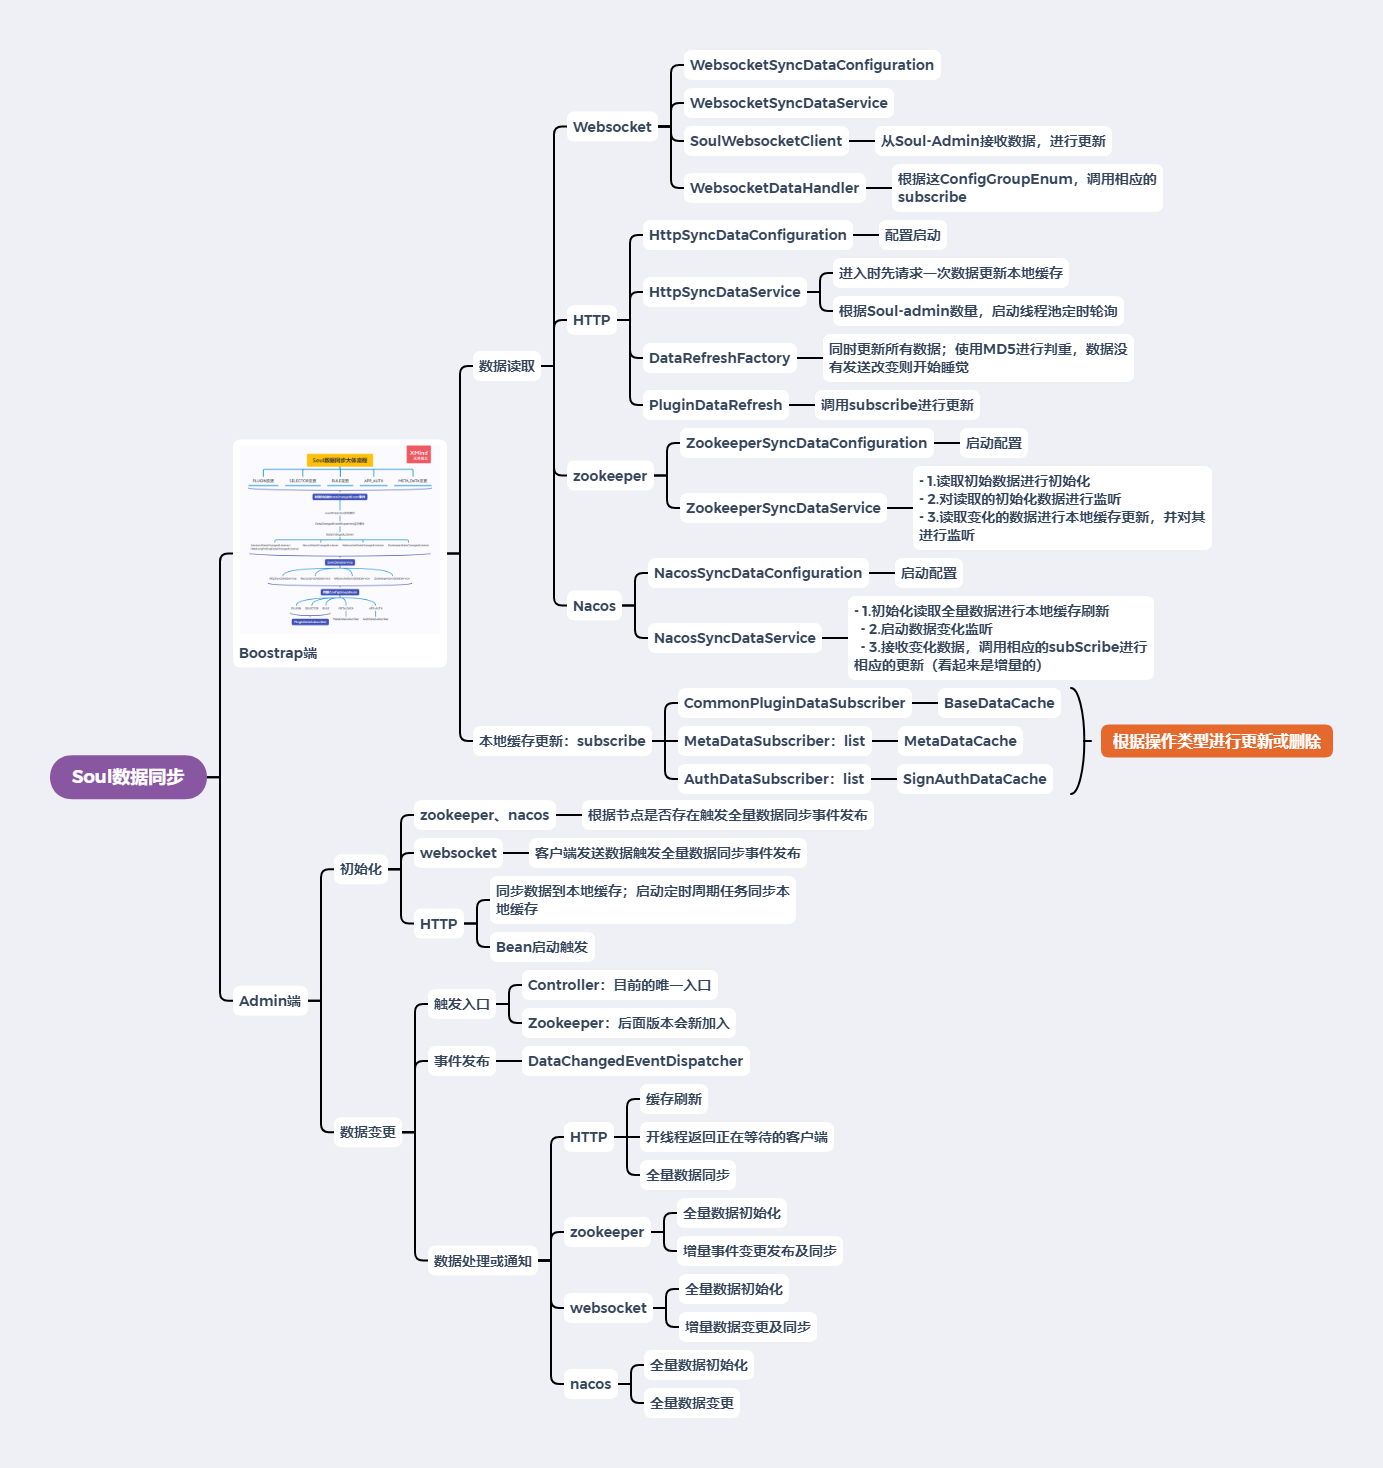 Soul数据同步
Soul数据同步大体流程
XMind
Boostrap端
数据读取
Websocket
WebsocketSyncDataConfiguration
WebsocketSyncDataService
SoulWebsocketClient
从Soul-Admin接收数据，进行更新
WebsocketDataHandler
根据这ConfigGroupEnum，调用相应的
subscribe
HTTP
HttpSyncDataConfiguration
配置启动
HttpSyncDataService
进入时先请求一次数据更新本地缓存
根据Soul-admin数量，启动线程池定时轮询
DataRefreshFactory
同时更新所有数据；使用MD5进行判重，数据没
有发送改变则开始睡觉
PluginDataRefresh
调用subscribe进行更新
zookeeper
ZookeeperSyncDataConfiguration
启动配置
ZookeeperSyncDataService
- 1.读取初始数据进行初始化
- 2.对读取的初始化数据进行监听
- 3.读取变化的数据进行本地缓存更新，并对其
进行监听
Nacos
NacosSyncDataConfiguration
启动配置
NacosSyncDataService
- 1.初始化读取全量数据进行本地缓存刷新
- 2.启动数据变化监听
- 3.接收变化数据，调用相应的subScribe进行
相应的更新（看起来是增量的）
本地缓存更新：subscribe
CommonPluginDataSubscriber
BaseDataCache
MetaDataSubscriber：list
MetaDataCache
AuthDataSubscriber：list
SignAuthDataCache
根据操作类型进行更新或删除
Admin端
初始化
zookeeper、nacos
根据节点是否存在触发全量数据同步事件发布
websocket
客户端发送数据触发全量数据同步事件发布
HTTP
同步数据到本地缓存；启动定时周期任务同步本
地缓存
Bean启动触发
数据变更
触发入口
Controller：目前的唯一入口
Zookeeper：后面版本会新加入
事件发布
DataChangedEventDispatcher
数据处理或通知
HTTP
缓存刷新
开线程返回正在等待的客户端
全量数据同步
zookeeper
全量数据初始化
增量事件变更发布及同步
websocket
全量数据初始化
增量数据变更及同步
nacos
全量数据初始化
全量数据变更